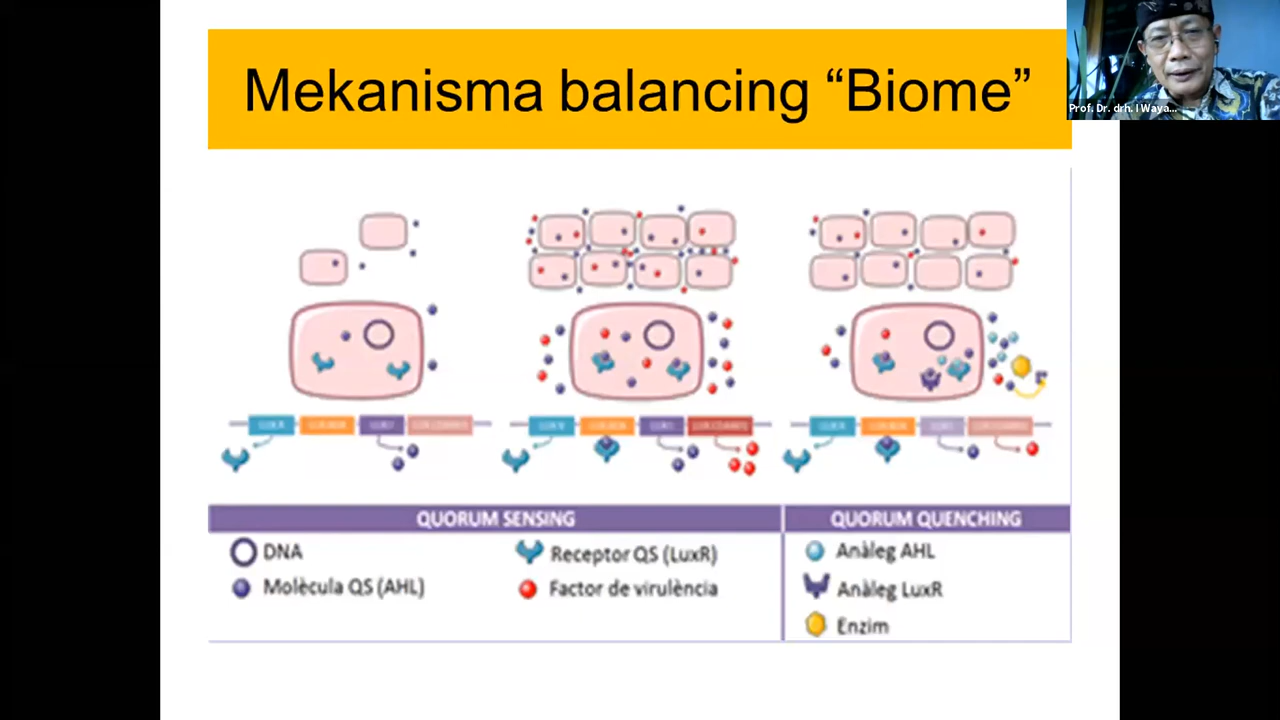 Mekanisma balancing “Biome”
Prof. Dr. drh. I Waya...
QUORUM SENSING
QUORUM QUENCHING
DNA
Molècula QS (AHL)
Receptor QS (LuxR)
Factor de virulència
Anàleg AHL
Anàleg LuxR
Enzim